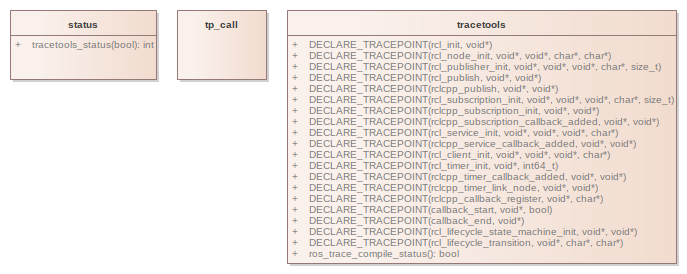 status
+ tracetools_status(bool): int
tp_call
tracetools
+ DECLARE_TRACEPOINT(rcl_init, void*)
+ DECLARE_TRACEPOINT(rcl_node_init, void*, void*, char*, char*)
+ DECLARE_TRACEPOINT(rcl_publisher_init, void*, void*, void*, char*, size_t)
+ DECLARE_TRACEPOINT(rcl_publish, void*, void*)
+ DECLARE_TRACEPOINT(rclcpp_publish, void*, void*)
+ DECLARE_TRACEPOINT(rcl_subscription_init, void*, void*, void*, char*, size_t)
+ DECLARE_TRACEPOINT(rclcpp_subscription_init, void*, void*)
+ DECLARE_TRACEPOINT(rclcpp_subscription_callback_added, void*, void*)
+ DECLARE_TRACEPOINT(rcl_service_init, void*, void*, void*, char*)
+ DECLARE_TRACEPOINT(rclcpp_service_callback_added, void*, void*)
+ DECLARE_TRACEPOINT(rcl_client_init, void*, void*, void*, char*)
+ DECLARE_TRACEPOINT(rcl_timer_init, void*, int64_t)
+ DECLARE_TRACEPOINT(rclcpp_timer_callback_added, void*, void*)
+ DECLARE_TRACEPOINT(rclcpp_timer_link_node, void*, void*)
+ DECLARE_TRACEPOINT(rclcpp_callback_register, void*, char*)
+ DECLARE_TRACEPOINT(callback_start, void*, bool)
+ DECLARE_TRACEPOINT(callback_end, void*)
+ DECLARE_TRACEPOINT(rcl_lifecycle_state_machine_init, void*, void*)
+ DECLARE_TRACEPOINT(rcl_lifecycle_transition, void*, char*, char*)
+ ros_trace_compile_status(): bool